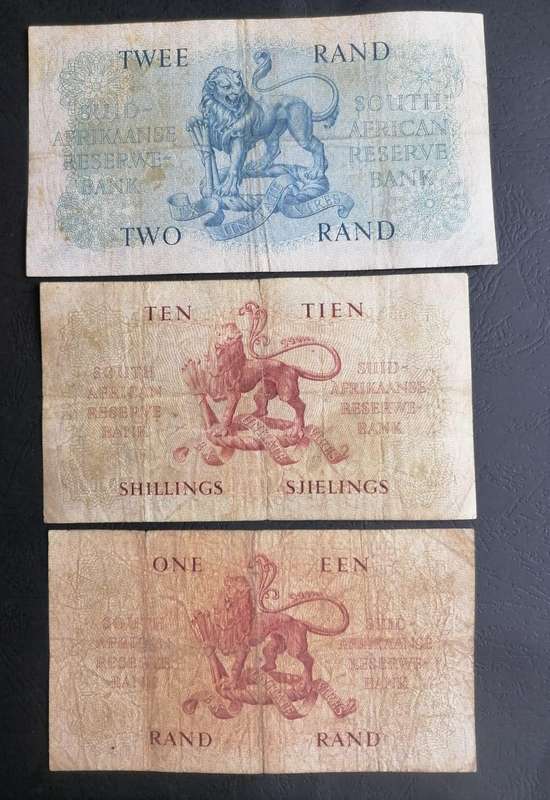 TWEE RAND
SUID-
AFRIKAANSE
RESERWE-
BANK
SOUTH
AFRICAN
RESERVE
BANK
TWO RAND
TEN TIEN
SOUTH
AFRICAN
RESERVE
BANK
SUID-
AFRIKAANSE
RESERWE-
BANK
SHILLINGS SJIELINGS
ONE EEN
SOUTH
AFRICAN
RESERVE
BANK
SUID-
AFRIKAANSE
RESERWE-
BANK
RAND RAND